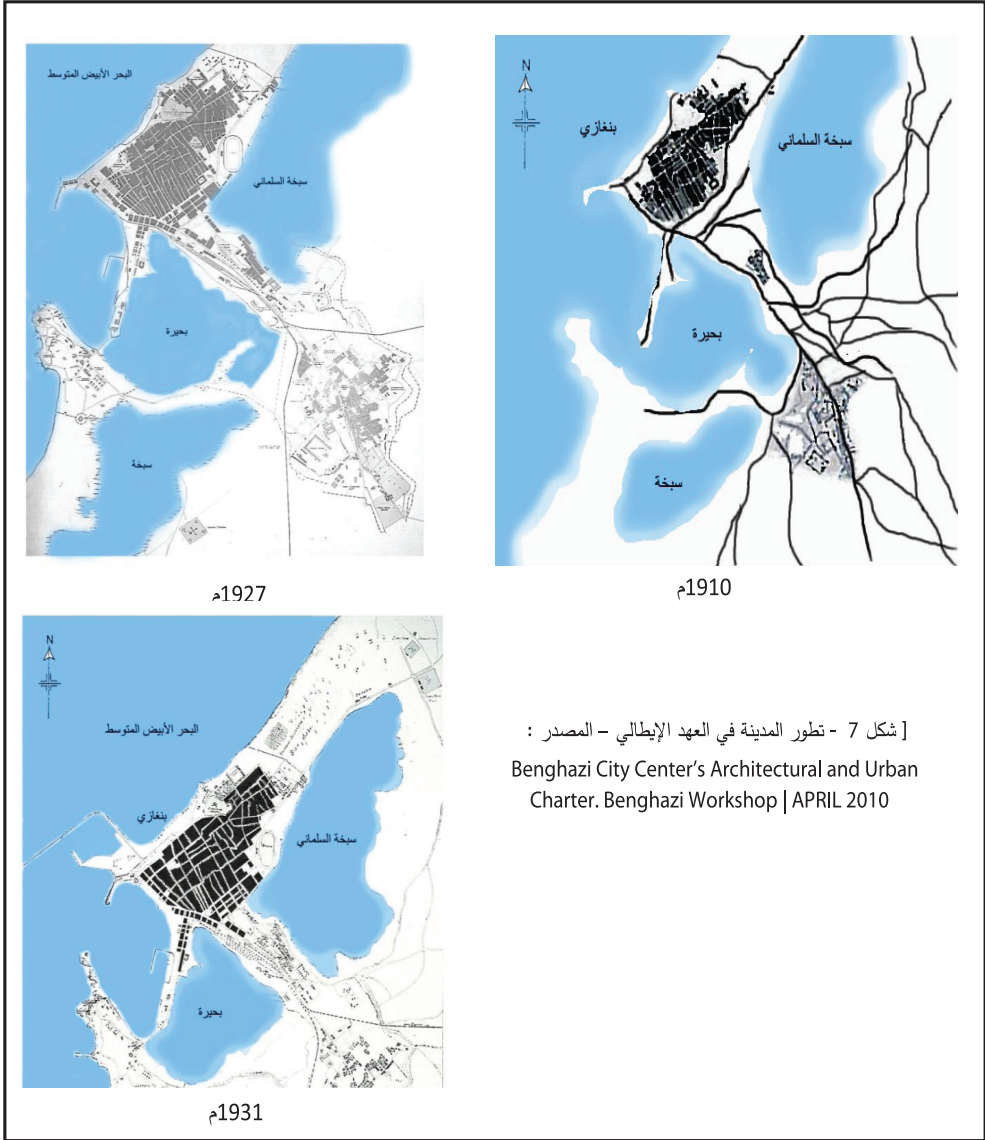 البحر الأبيض المتوسط
سبخة السلماني
بحيرة
سبخة
1927م
N
بنغازي
سبخة السلماني
بحيرة
سبخة
1910م
N
البحر الأبيض المتوسط
بنغازي
سبخة السلماني
بحيرة
1931م
[ شكل 7 - تطور المدينة في العهد الإيطالي – المصدر :
Benghazi City Center's Architectural and Urban
Charter. Benghazi Workshop | APRIL 2010